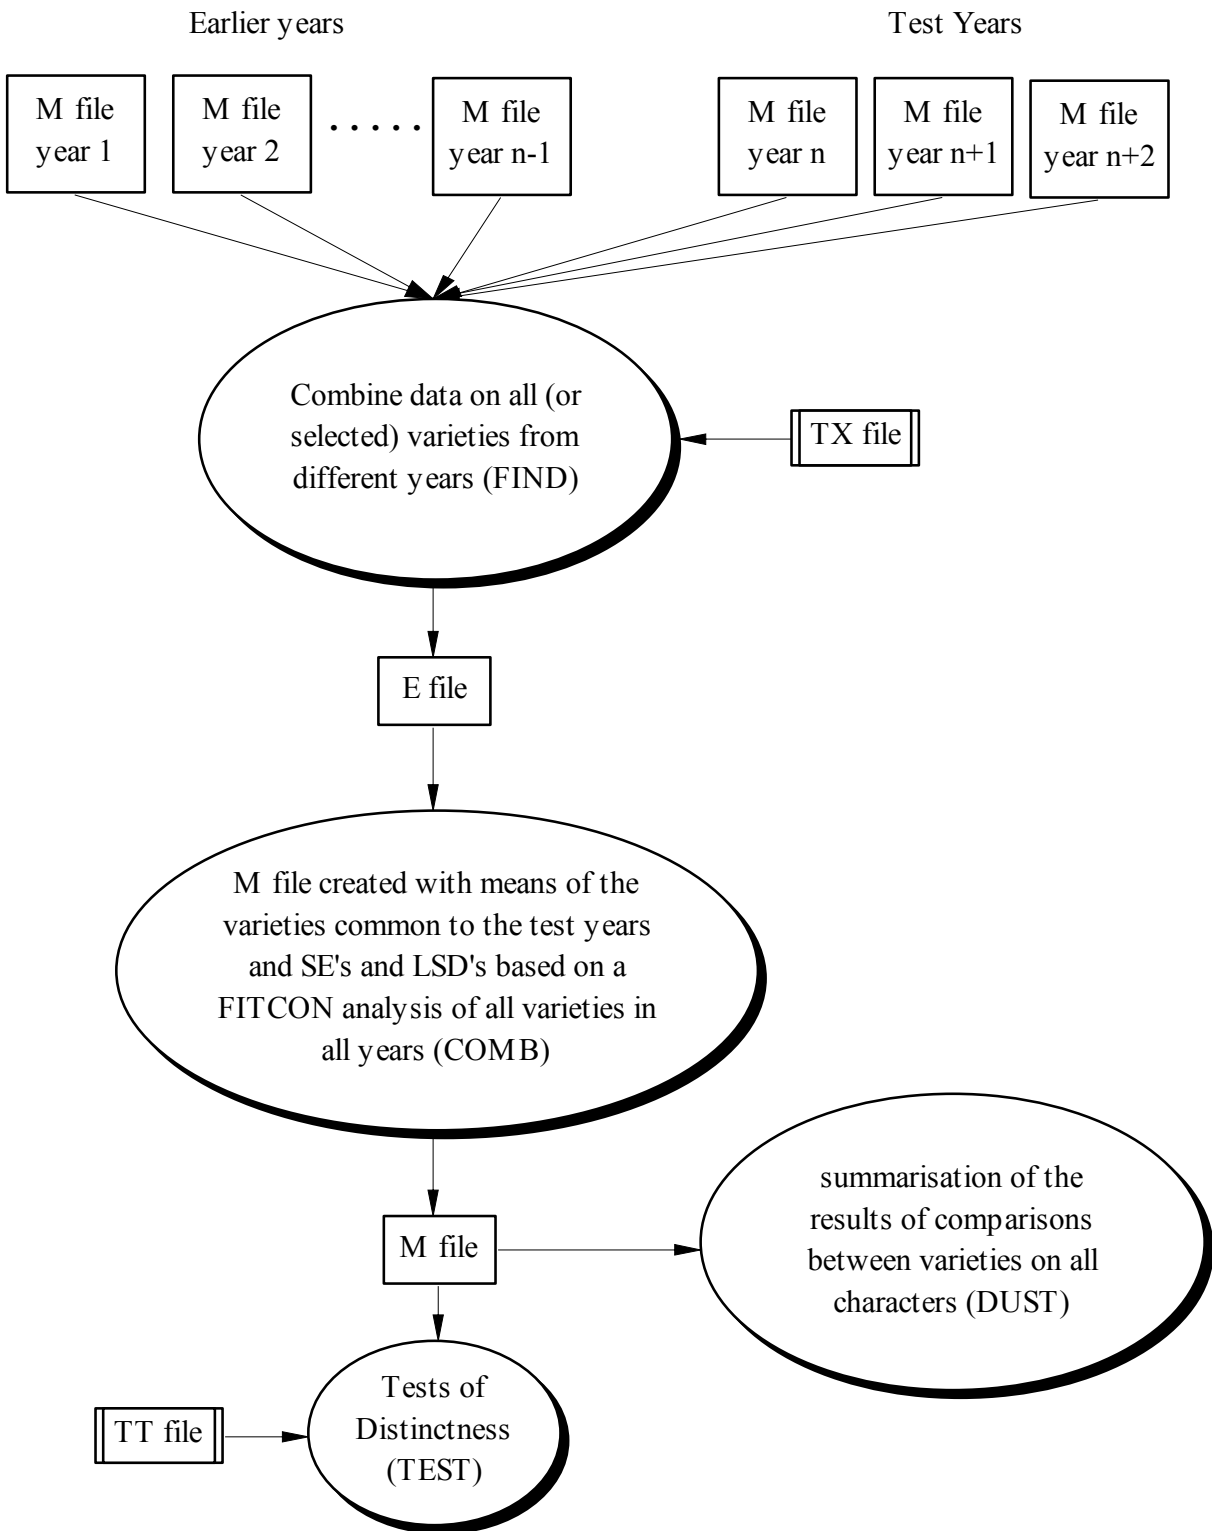 Earlier years
Test Years
M file
year 1
M file
year 2
.....
M file
year n-1
M file
year n
M file
year n+1
M file
year n+2
Combine data on all (or
selected) varieties from
different years (FIND)
TX file
E file
M file created with means of the
varieties common to the test years
and SE's and LSD's based on a
FITCON analysis of all varieties in
all years (COMB)
summarisation of the
results of comparisons
between varieties on all
characters (DUST)
M file
Tests of
Distinctness
(TEST)
TT file